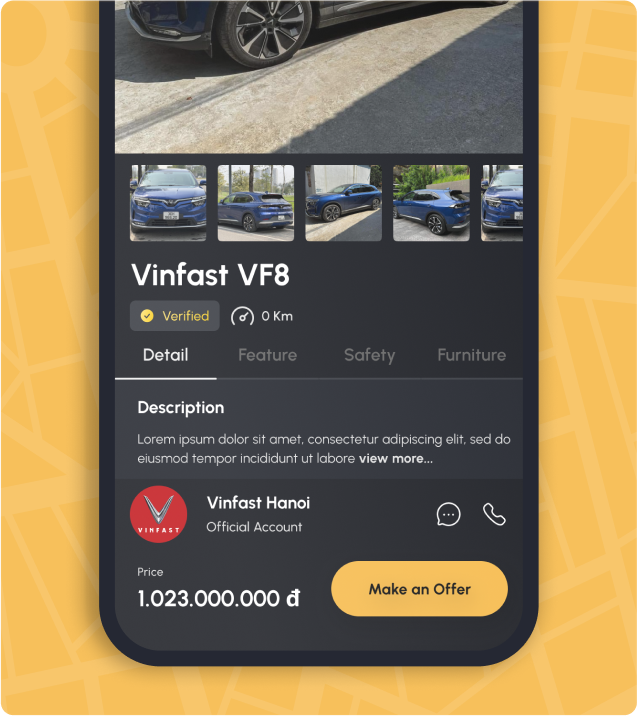 Vinfast VF8
Verified
0 Km
Detail
Feature
Safety
Furniture
Description
Lorem ipsum dolor sit amet, consectetur adipiscing elit, sed do
eiusmod tempor incididunt ut labore view more...
VINFAST
Vinfast Hanoi
Official Account
Price
1.023.000.000 đ
Make an Offer